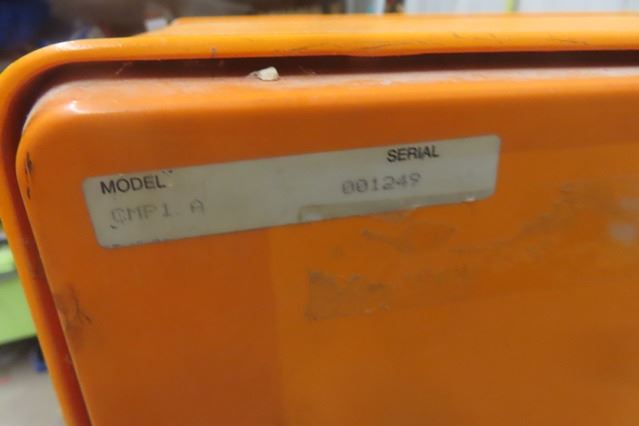 MODEL SERIAL
CMP1.A 001249